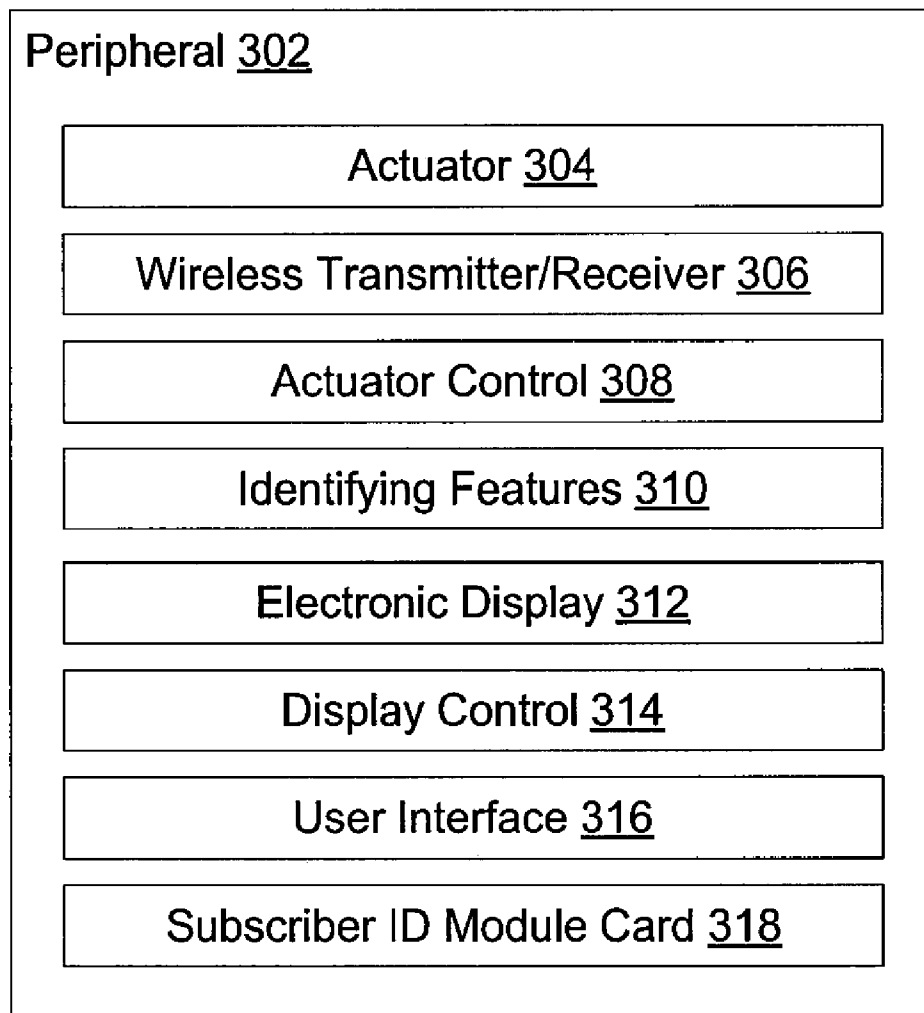 Peripheral 302
Actuator 304
Wireless Transmitter/Receiver 306
Actuator Control 308
Identifying Features 310
Electronic Display 312
Display Control 314
User Interface 316
Subscriber ID Module Card 318